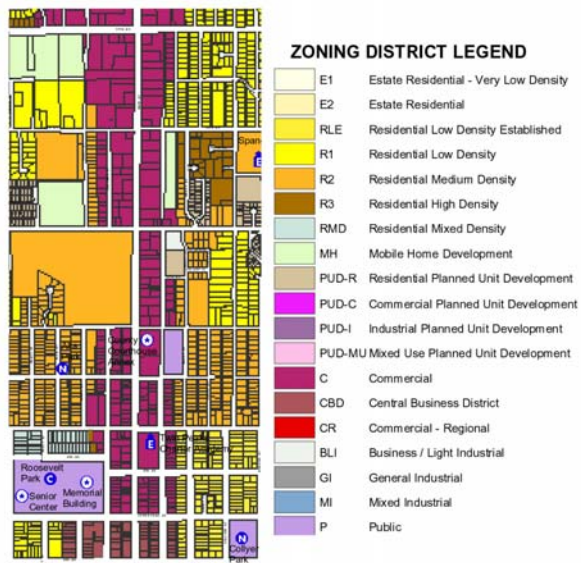 ZONING DISTRICT LEGEND
E1 Estate Residential - Very Low Density
E2 Estate Residential
RLE Residential Low Density Established
R1 Residential Low Density
R2 Residential Medium Density
R3 Residential High Density
RMD Residential Mixed Density
MH Mobile Home Development
PUD-R Residential Planned Unit Development
PUD-C Commercial Planned Unit Development
PUD-I Industrial Planned Unit Development
PUD-MU Mixed Use Planned Unit Development
C Commercial
CBD Central Business District
CR Commercial - Regional
BLI Business / Light Industrial
GI General Industrial
MI Mixed Industrial
P Public
Span
E
County
Courthouse
Annex
N
E
Roosevelt
Park
C
Senior
Center
Memorial
Building
N
Collyer
Park